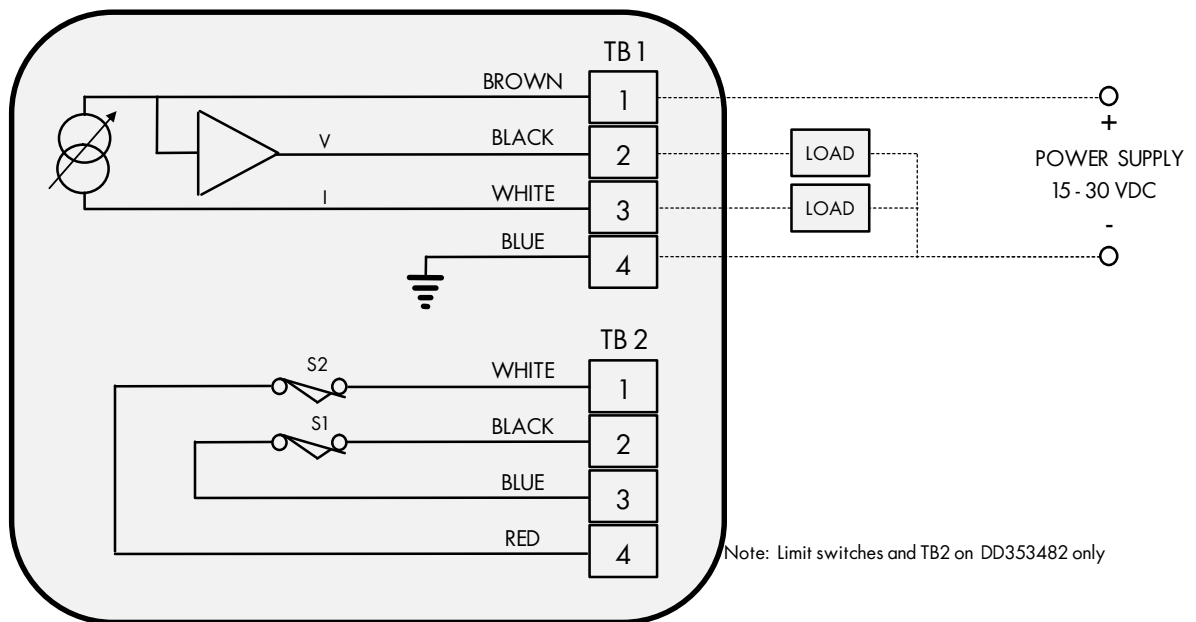 TB 1
BROWN
1
+
V
BLACK
2
LOAD
POWER SUPPLY
15 - 30 VDC
I
WHITE
3
LOAD
-
BLUE
4
TB 2
S2
WHITE
1
S1
BLACK
2
BLUE
3
RED
4
Note: Limit switches and TB2 on DD353482 only